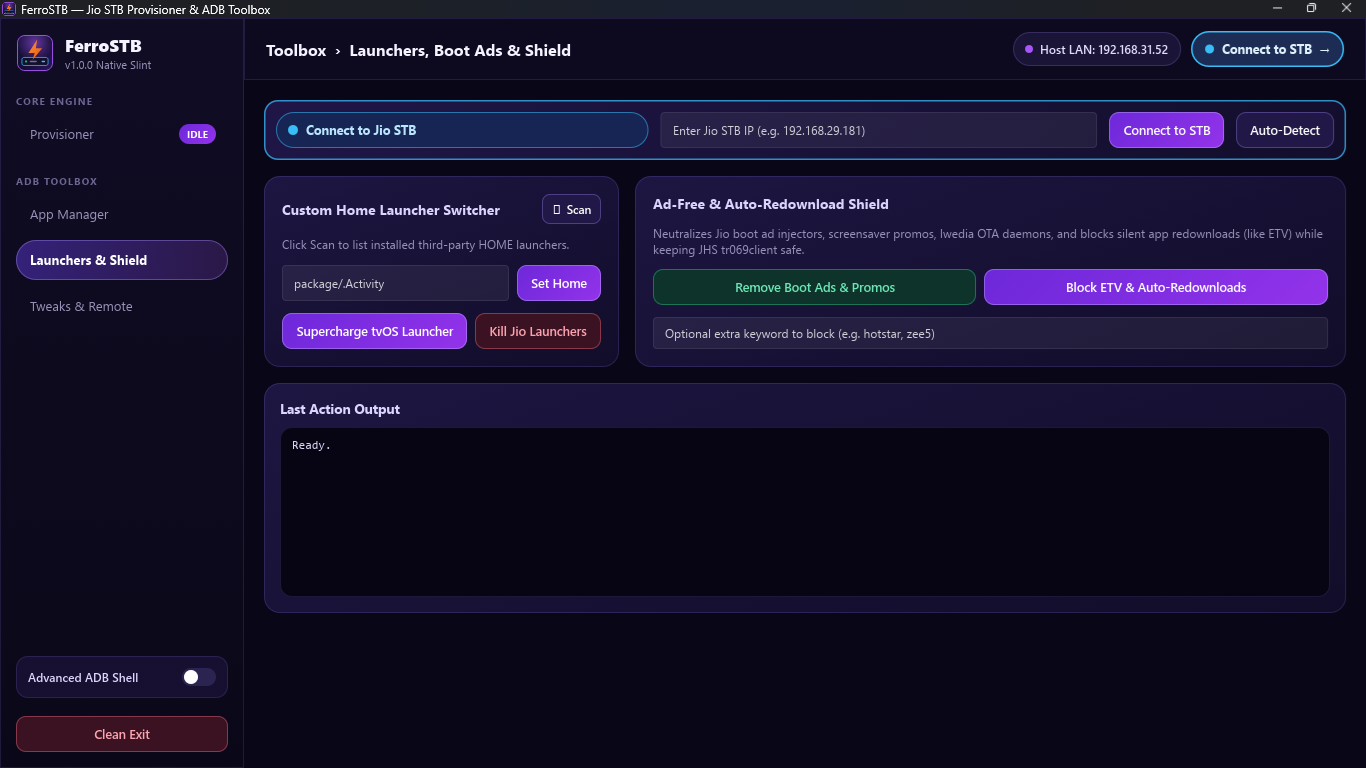 FerroSTB — Jio STB Provisioner & ADB Toolbox
FerroSTB
v1.0.0 Native Slint
CORE ENGINE
Provisioner
IDLE
ADB TOOLBOX
App Manager
Launchers & Shield
Tweaks & Remote
Advanced ADB Shell
Clean Exit
Toolbox › Launchers, Boot Ads & Shield
Host LAN: 192.168.31.52
Connect to STB →
Connect to Jio STB
Enter Jio STB IP (e.g. 192.168.29.181)
Connect to STB
Auto-Detect
Custom Home Launcher Switcher
Scan
Click Scan to list installed third-party HOME launchers.
package/.Activity
Set Home
Supercharge tvOS Launcher
Kill Jio Launchers
Ad-Free & Auto-Redownload Shield
Neutralizes Jio boot ad injectors, screensaver promos, lwedia OTA daemons, and blocks silent app redownloads (like ETV) while
keeping JHS tr069client safe.
Remove Boot Ads & Promos
Block ETV & Auto-Redownloads
Optional extra keyword to block (e.g. hotstar, zee5)
Last Action Output
Ready.